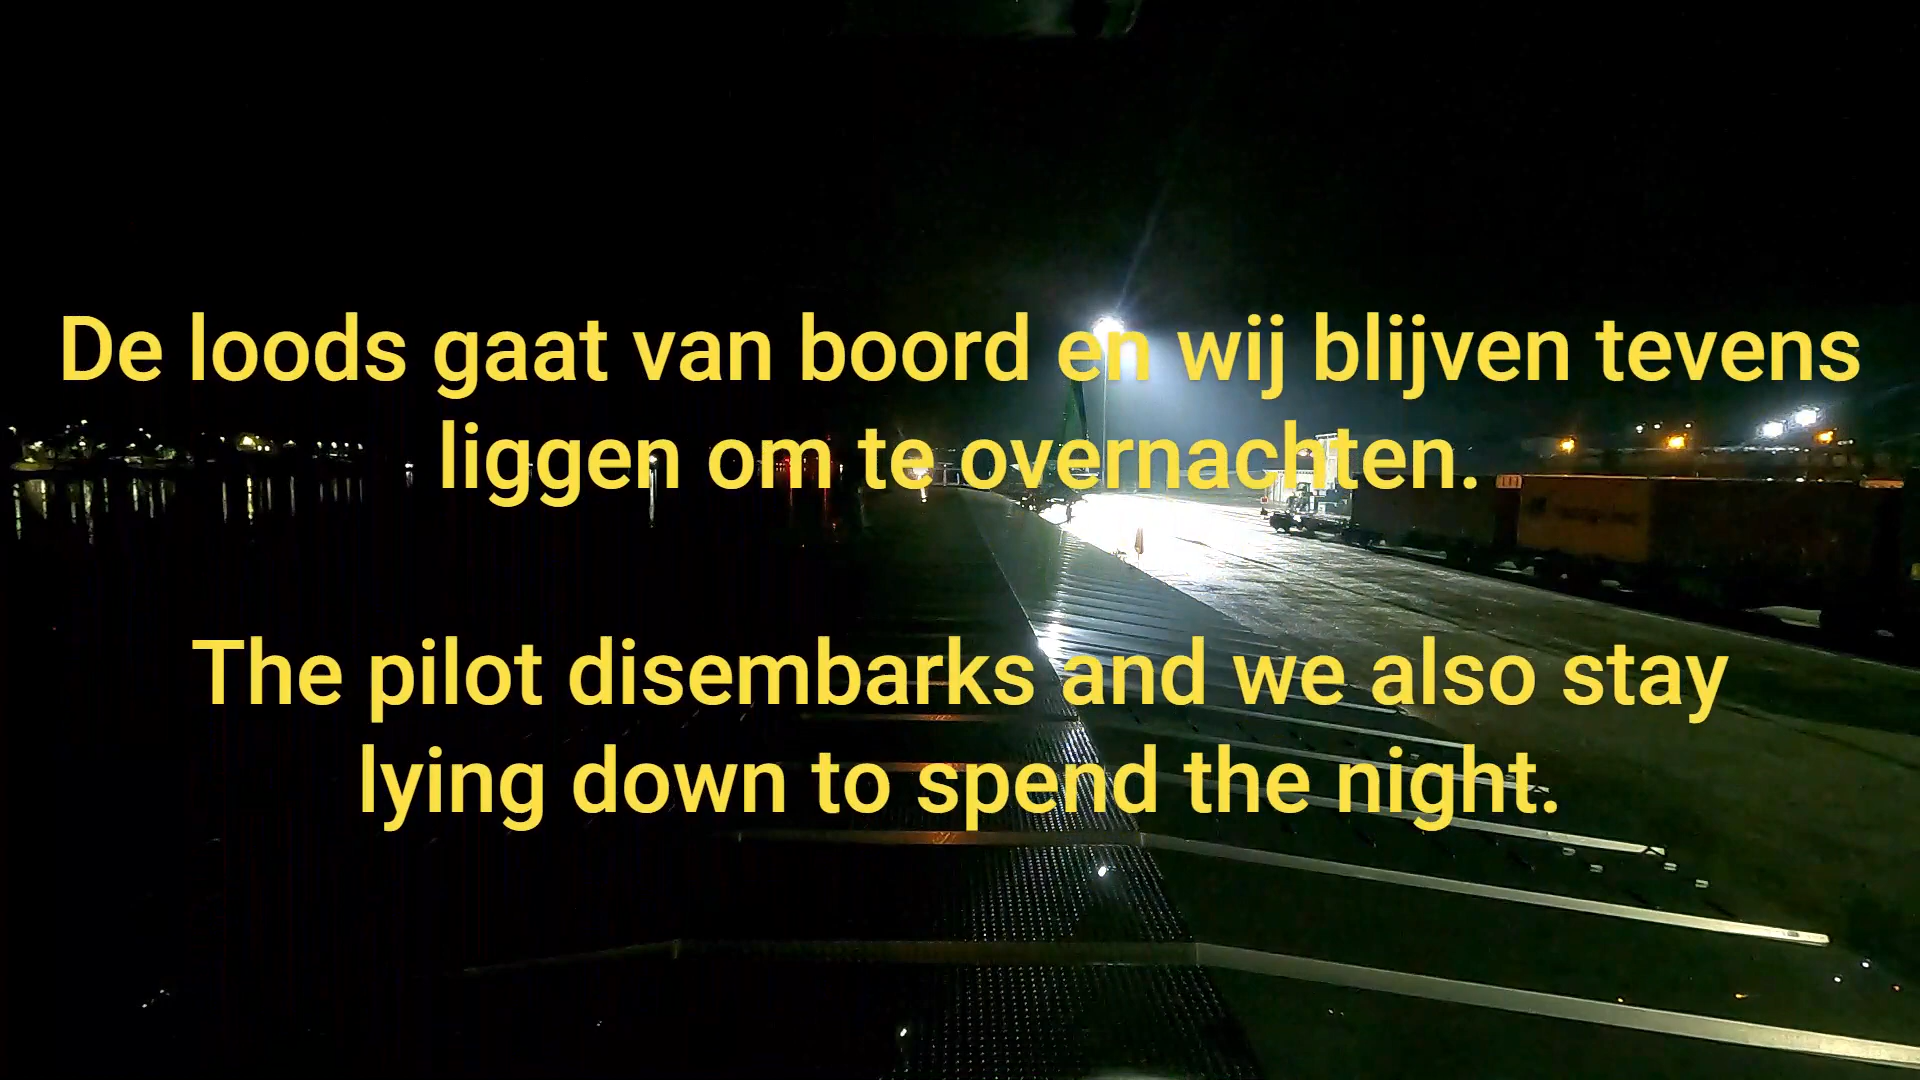 De loods gaat van boord en wij blijven tevens
liggen om te overnachten.
The pilot disembarks and we also stay
lying down to spend the night.